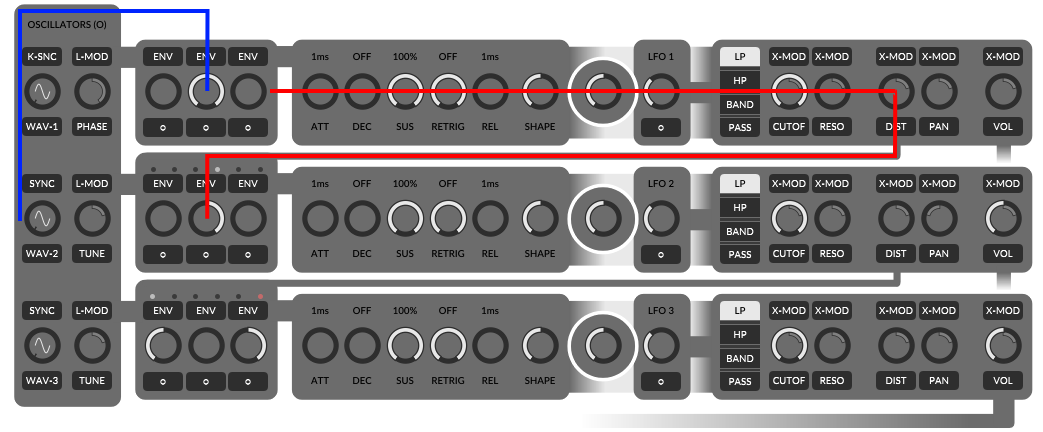 OSCILLATORS (O)
K-SNC L-MOD ENV ENV ENV 1ms OFF 100% OFF 1ms LFO 1 LP X-MOD X-MOD X-MOD X-MOD X-MOD
HP
BAND
WAV-1 PHASE ATT DEC SUS RETRIG REL SHAPE PASS CUTOF RESO DIST PAN VOL
SYNC L-MOD ENV ENV ENV 1ms OFF 100% OFF 1ms LFO 2 LP X-MOD X-MOD X-MOD X-MOD X-MOD
HP
BAND
WAV-2 TUNE ATT DEC SUS RETRIG REL SHAPE PASS CUTOF RESO DIST PAN VOL
SYNC L-MOD ENV ENV ENV 1ms OFF 100% OFF 1ms LFO 3 LP X-MOD X-MOD X-MOD X-MOD X-MOD
HP
BAND
WAV-3 TUNE ATT DEC SUS RETRIG REL SHAPE PASS CUTOF RESO DIST PAN VOL